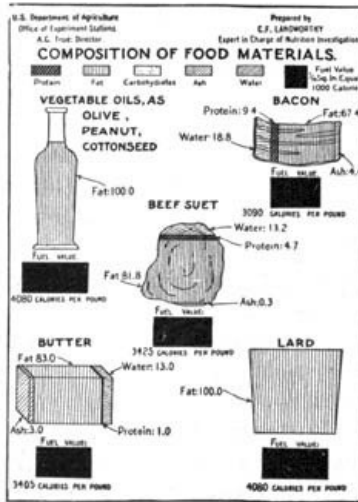 U.S. Department of Agriculture
Office of Experiment Stations
A.C. True: Director
Prepared by
C.F. LANGWORTHY
Expert in Charge of Nutrition Investigations
COMPOSITION OF FOOD MATERIALS.
Protein
Fat
Carbohydrates
Ash
Water
Fuel Value
Sq. In. Equals
1000 Calories
VEGETABLE OILS, AS
OLIVE,
PEANUT,
COTTONSEED
Fat:100.0
FUEL VALUE:
4080 CALORIES PER POUND
BACON
Protein: 9.4
Fat:67.4
Water:18.8
Ash:4.
FUEL VALUE:
3090 CALORIES PER POUND
BEEF SUET
Water: 13.2
Protein: 4.7
Fat:81.8
Ash:0.3
FUEL VALUE:
3425 CALORIES PER POUND
BUTTER
Fat 83.0
Water:13.0
Ash:3.0
Protein:1.0
FUEL VALUE:
3405 CALORIES PER POUND
LARD
Fat:100.0
FUEL VALUE:
4080 CALORIES PER POUND